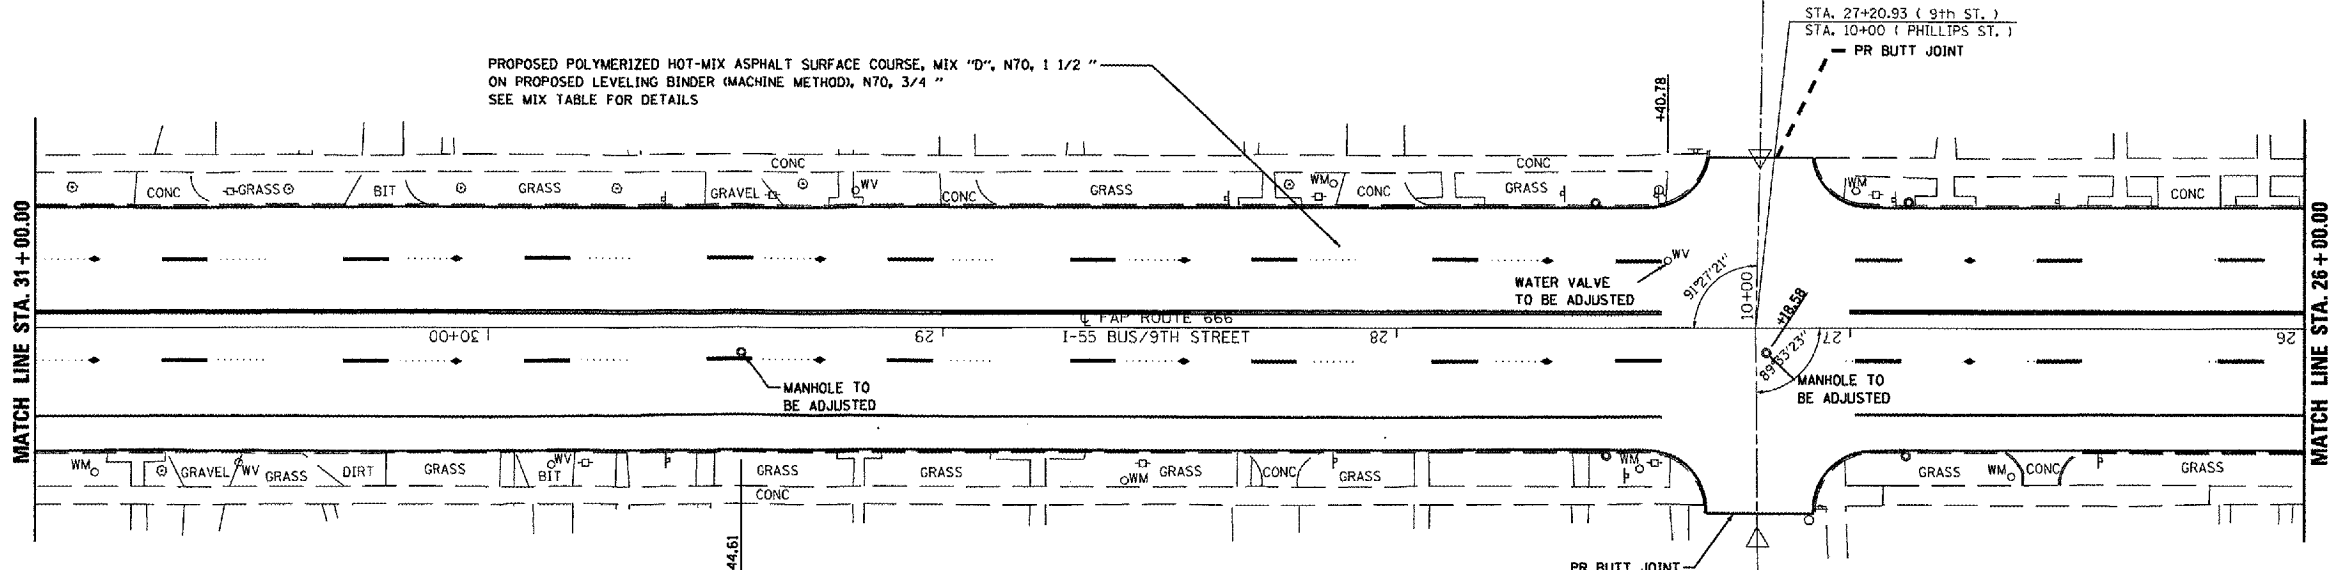 STA. 27+20.93 ( 9th ST. )
STA. 10+00 ( PHILLIPS ST. )
PR BUTT JOINT
PROPOSED POLYMERIZED HOT-MIX ASPHALT SURFACE COURSE, MIX "D", N70, 1 1/2 "
ON PROPOSED LEVELING BINDER (MACHINE METHOD), N70, 3/4 "
SEE MIX TABLE FOR DETAILS
+40.78
CONC
CONC
CONC
GRASS
BIT
GRASS
GRAVEL
WV
CONC
GRASS
WM
CONC
GRASS
WM
CONC
MATCH LINE STA. 31+00.00
MATCH LINE STA. 26+00.00
WV
WATER VALVE
TO BE ADJUSTED
91°27'21"
10+00
+18.58
℄ FAP ROUTE 666
I-55 BUS/9TH STREET
30+00
29
28
27
26
89°33'23"
MANHOLE TO
BE ADJUSTED
MANHOLE TO
BE ADJUSTED
WM
GRAVEL
WV
GRASS
DIRT
GRASS
WV
BIT
GRASS
GRASS
WM
GRASS
CONC
GRASS
WM
GRASS
WM
CONC
GRASS
CONC
44.61
PR BUTT JOINT